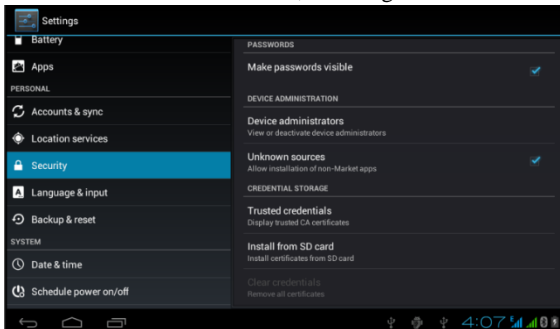 Settings
Battery
Apps
PERSONAL
Accounts & sync
Location services
Security
Language & input
Backup & reset
SYSTEM
Date & time
Schedule power on/off
PASSWORDS
Make passwords visible
DEVICE ADMINISTRATION
Device administrators
View or deactivate device administrators
Unknown sources
Allow installation of non-Market apps
CREDENTIAL STORAGE
Trusted credentials
Display trusted CA certificates
Install from SD card
Install certificates from SD card
Clear credentials
Remove all certificates
4:07